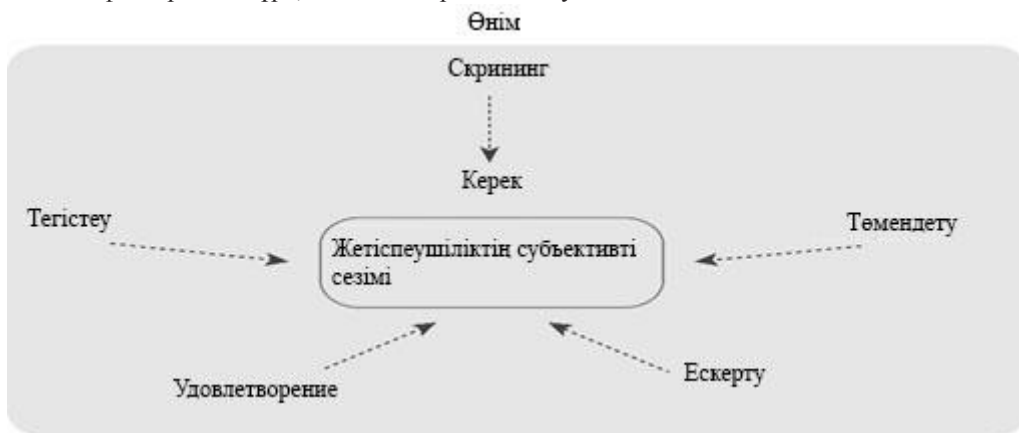 Өнім
Скрининг
Керек
Тегістеу
Төмендету
Жетіспеушіліктің субъективті
сезімі
Удовлетворение
Ескерту